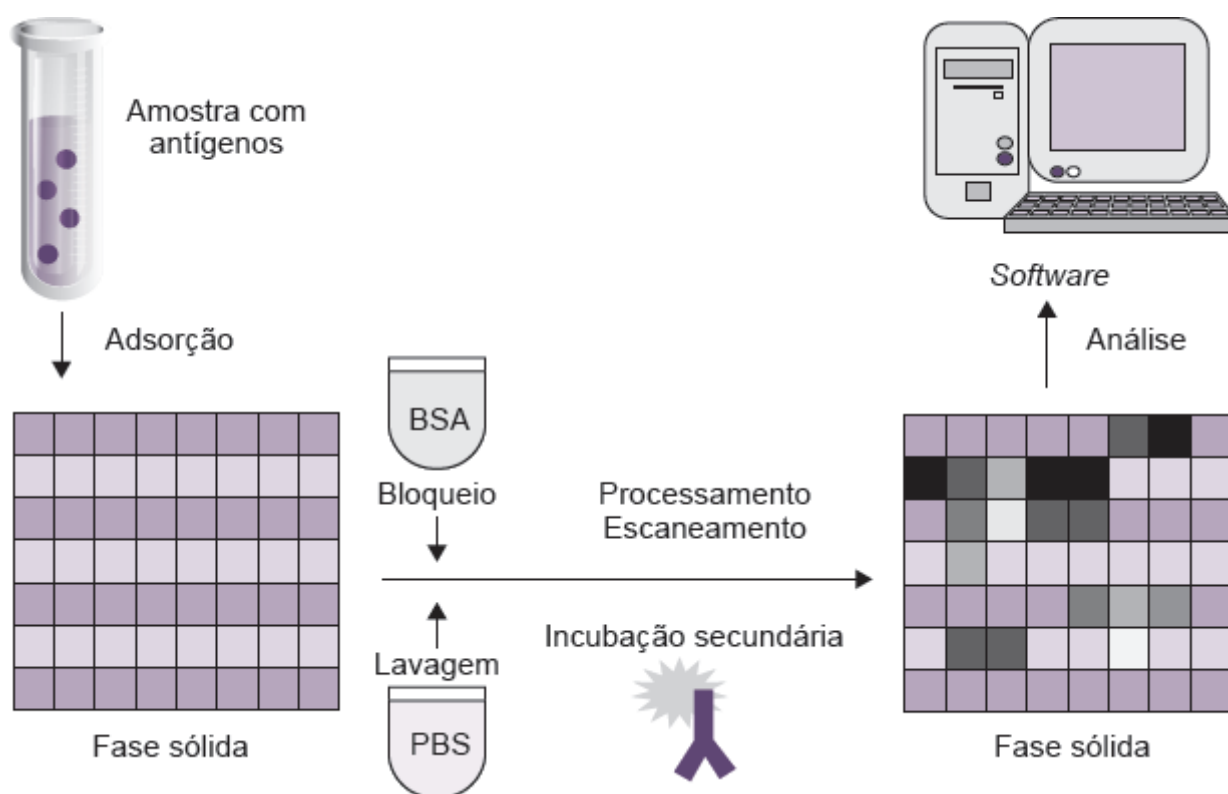 Amostra com
antígenos
Adsorção
Fase sólida
BSA
Bloqueio
Lavagem
PBS
Processamento
Escaneamento
Incubação secundária
Software
Análise
Fase sólida